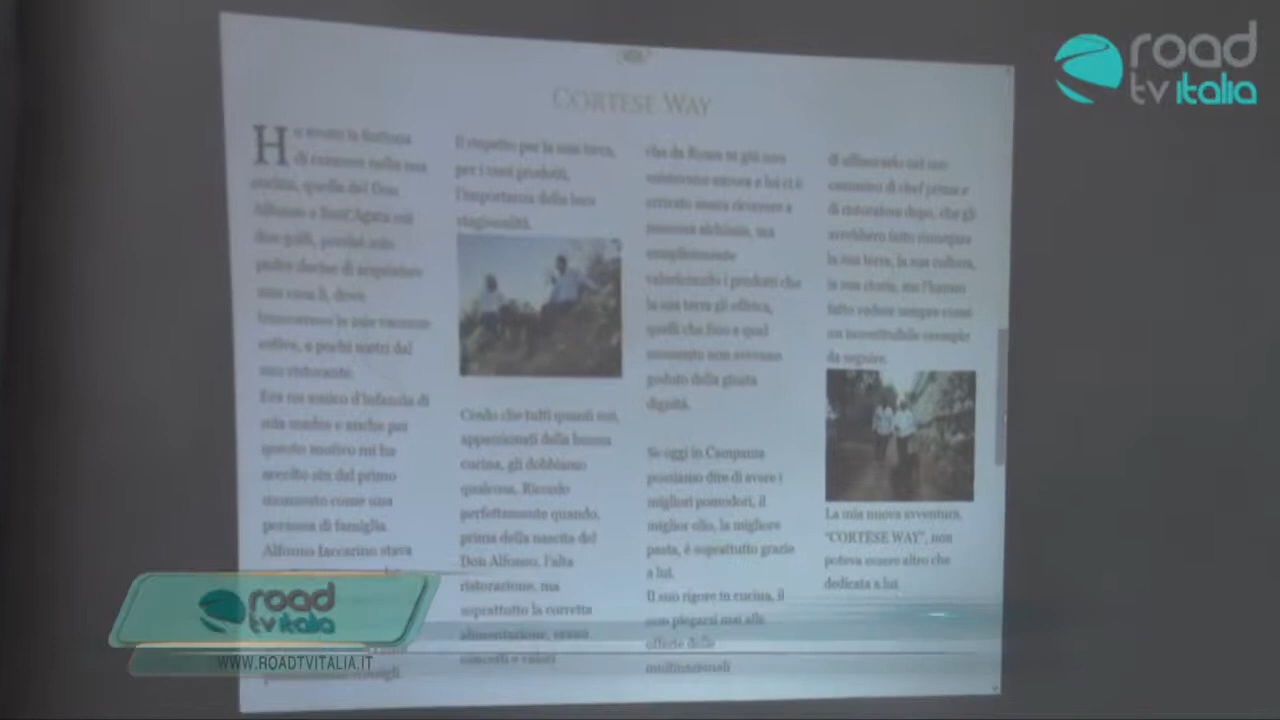 CORTESE WAY
Ho avuto la fortuna
di crescere nella sua
cucina, quella del Don
Alfonso a Sant'Agata sui
due golfi, perché mio
padre decise di acquistare
una casa lì, dove
le mie vacanze
estive, a pochi metri dal
suo ristorante.
Era un amico d'infanzia di
mia madre e anche per
questo motivo mi ha
accolto sin dal primo
momento come una
persona di famiglia.
Alfonso Iaccarino stava
Il rispetto per la sua terra,
per i suoi prodotti,
l'importanza della loro
stagionalità.
Credo che tutti quanti noi,
appassionati della buona
cucina, gli dobbiamo
qualcosa. Ricordo
perfettamente quando,
prima della nascita del
Don Alfonso, l'alta
ristorazione, ma
soprattutto la corretta
alimentazione, erano
concetti e valori
che da Roma in giù non
esistevano ancora e lui ci è
arrivato senza ricorrere a
nessuna alchimia, ma
semplicemente
valorizzando i prodotti che
la sua terra gli offriva,
quelli che fino a quel
momento non avevano
goduto della giusta
dignità.
Se oggi in Campania
possiamo dire di avere i
migliori pomodori, il
miglior olio, la migliore
pasta, è soprattutto grazie
a lui.
Il suo rigore in cucina, il
non piegarsi mai alle
offerte delle
multinazionali
nel suo
cammino di chef prima e
di ristoratore dopo, che gli
avrebbero fatto rinnegare
la sua terra, la sua cultura,
la sua storia, me l'hanno
fatto vedere sempre come
un insostituibile esempio
da seguire.
La mia nuova avventura,
"CORTESE WAY", non
poteva essere altro che
dedicata a lui
road
tv italia
road
tv italia
WWW.ROADTVITALIA.IT